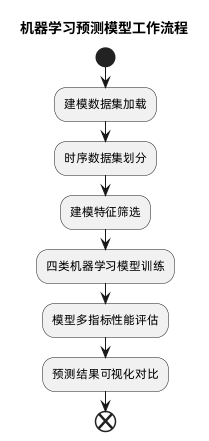 机器学习预测模型工作流程
建模数据集加载
时序数据集划分
建模特征筛选
四类机器学习模型训练
模型多指标性能评估
预测结果可视化对比